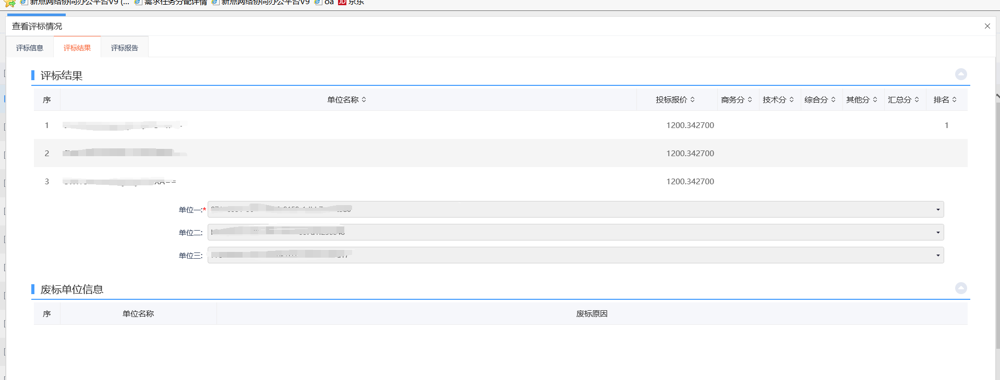 新点网络协同办公平台V9 (... 需求任务分配详情 新点网络协同办公平台V9 oa JD 京东
查看评标情况
评标信息 评标结果 评标报告
评标结果
序 单位名称 投标报价 商务分 技术分 综合分 其他分 汇总分 排名
1 1200.342700 1
2 1200.342700
3 1200.342700
单位一:*
单位二:
单位三:
废标单位信息
序 单位名称 废标原因